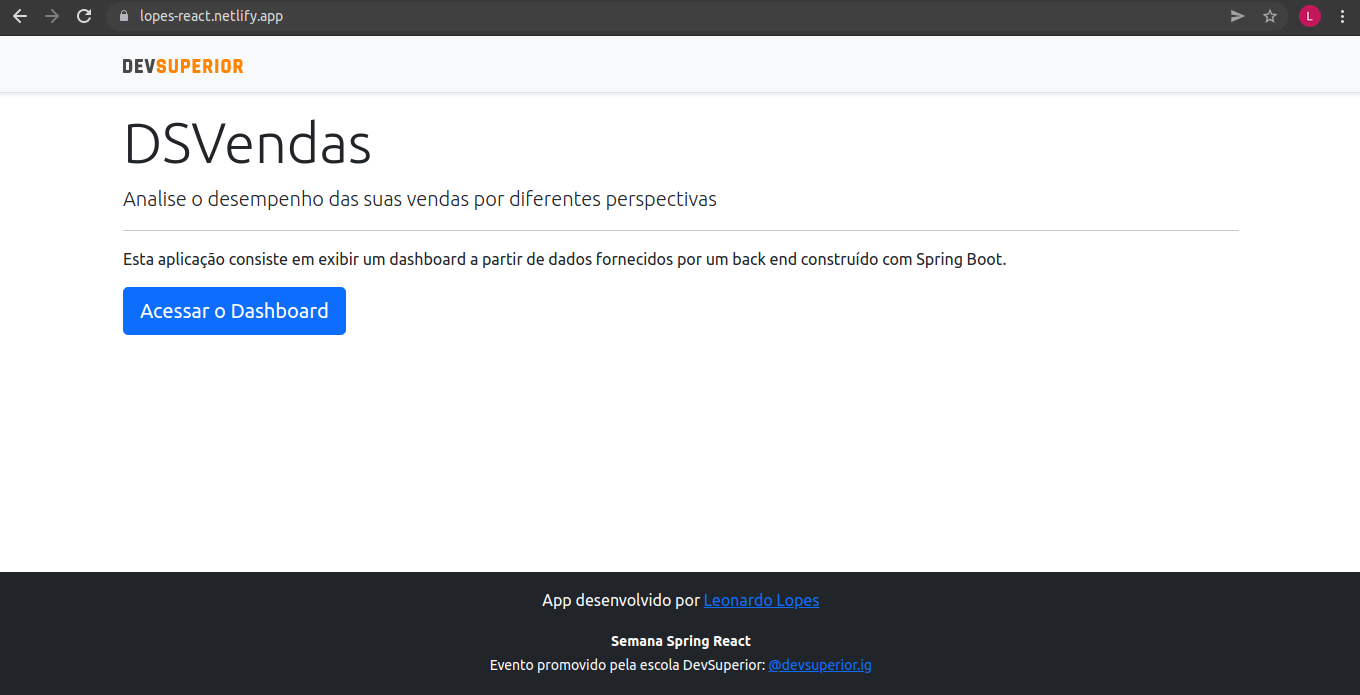 lopes-react.netlify.app
L
DEVSUPERIOR
DSVendas
Analise o desempenho das suas vendas por diferentes perspectivas
Esta aplicação consiste em exibir um dashboard a partir de dados fornecidos por um back end construído com Spring Boot.
Acessar o Dashboard
App desenvolvido por Leonardo Lopes
Semana Spring React
Evento promovido pela escola DevSuperior: @devsuperior.ig